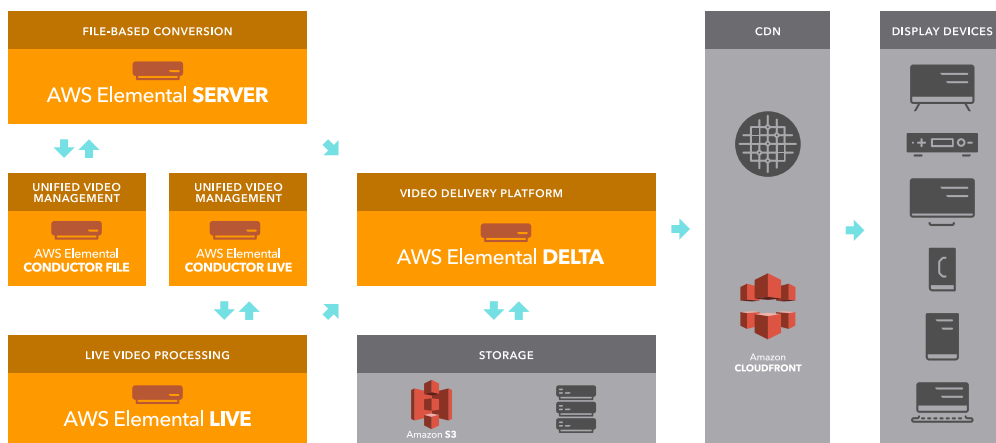 FILE-BASED CONVERSION
AWS Elemental SERVER
UNIFIED VIDEO
MANAGEMENT
AWS Elemental
CONDUCTOR FILE
UNIFIED VIDEO
MANAGEMENT
AWS Elemental
CONDUCTOR LIVE
LIVE VIDEO PROCESSING
AWS Elemental LIVE
VIDEO DELIVERY PLATFORM
AWS Elemental DELTA
STORAGE
Amazon S3
CDN
Amazon
CLOUDFRONT
DISPLAY DEVICES